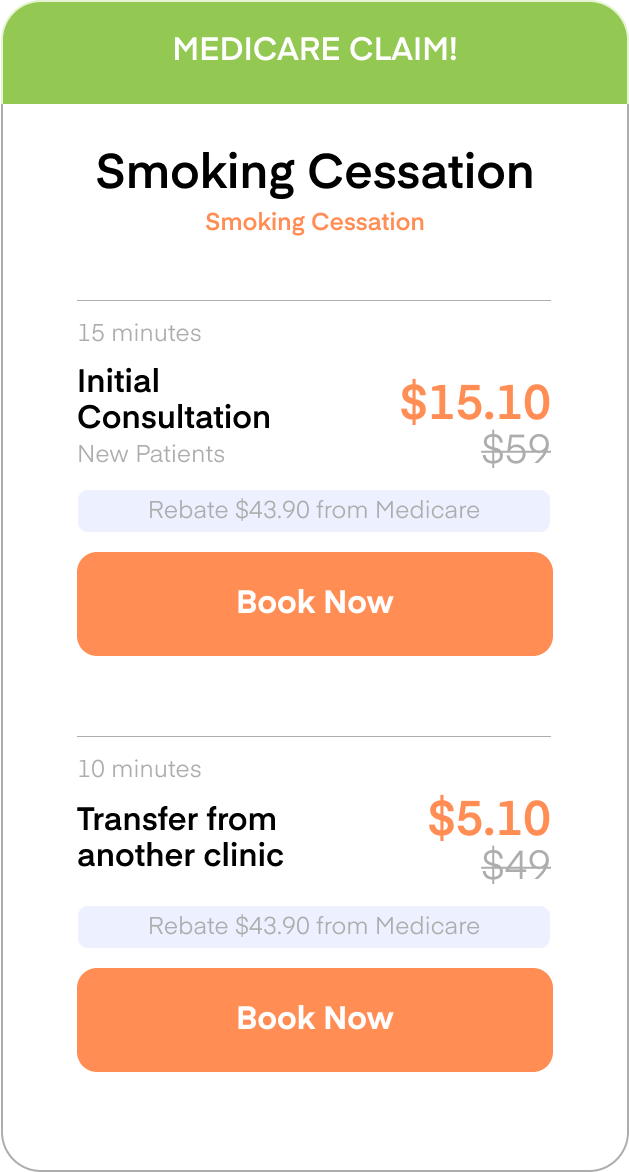 MEDICARE CLAIM!
Smoking Cessation
Smoking Cessation
15 minutes
Initial
Consultation
New Patients
$15.10
$59
Rebate $43.90 from Medicare
Book Now
10 minutes
Transfer from
another clinic
$5.10
$49
Rebate $43.90 from Medicare
Book Now